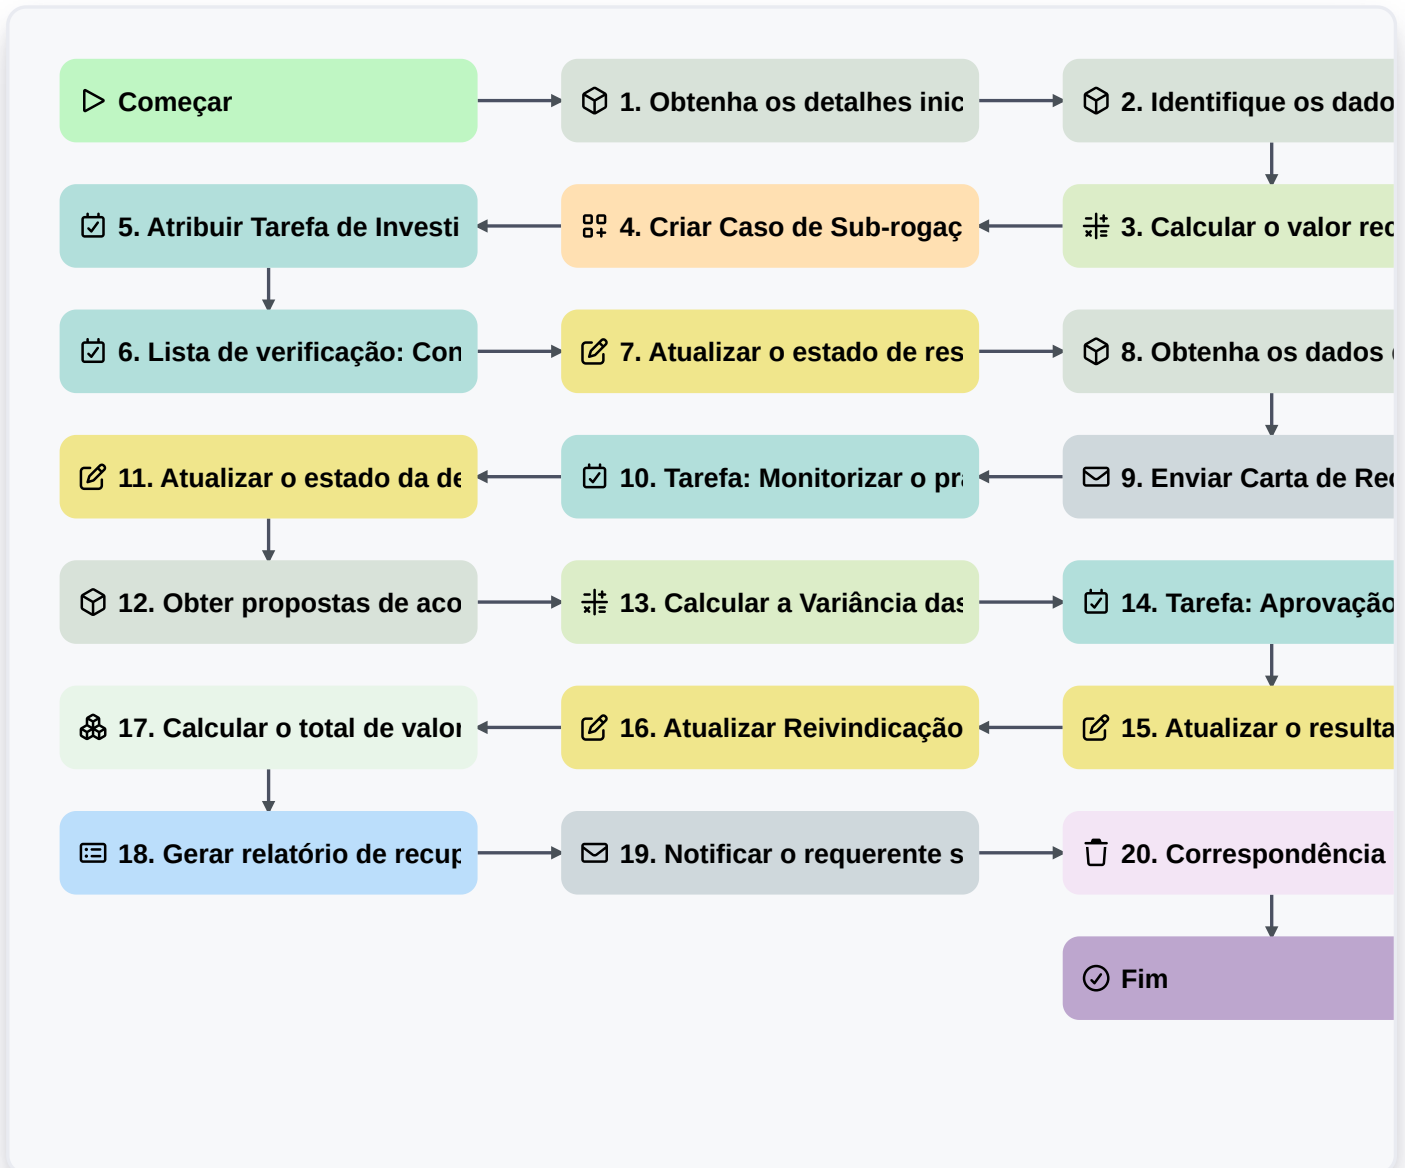 Começar
1. Obtenha os detalhes inic
2. Identifique os dado
5. Atribuir Tarefa de Investi
4. Criar Caso de Sub-rogaç
3. Calcular o valor rec
6. Lista de verificação: Con
7. Atualizar o estado de res
8. Obtenha os dados
11. Atualizar o estado da de
10. Tarefa: Monitorizar o pra
9. Enviar Carta de Rec
12. Obter propostas de aco
13. Calcular a Variância das
14. Tarefa: Aprovação
17. Calcular o total de valor
16. Atualizar Reivindicação
15. Atualizar o resulta
18. Gerar relatório de recup
19. Notificar o requerente s
20. Correspondência
Fim